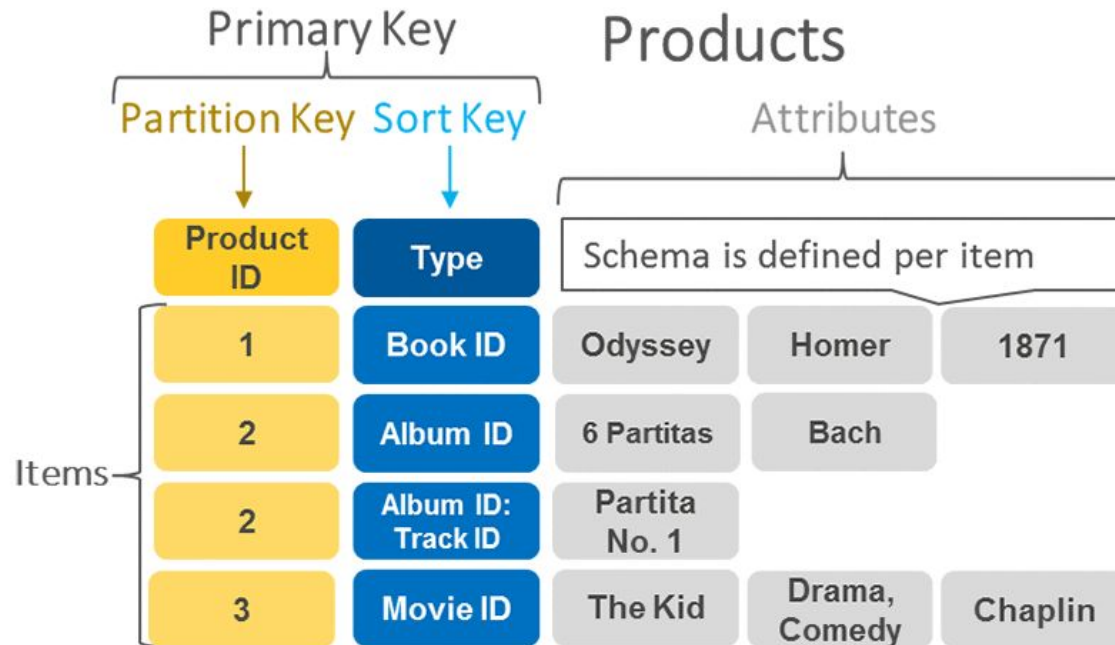 Primary Key
Products
Partition Key
Sort Key
Attributes
Product
ID
Type
Schema is defined per item
Items
1
Book ID
Odyssey
Homer
1871
2
Album ID
6 Partitas
Bach
2
Album ID:
Track ID
Partita
No. 1
3
Movie ID
The Kid
Drama,
Comedy
Chaplin